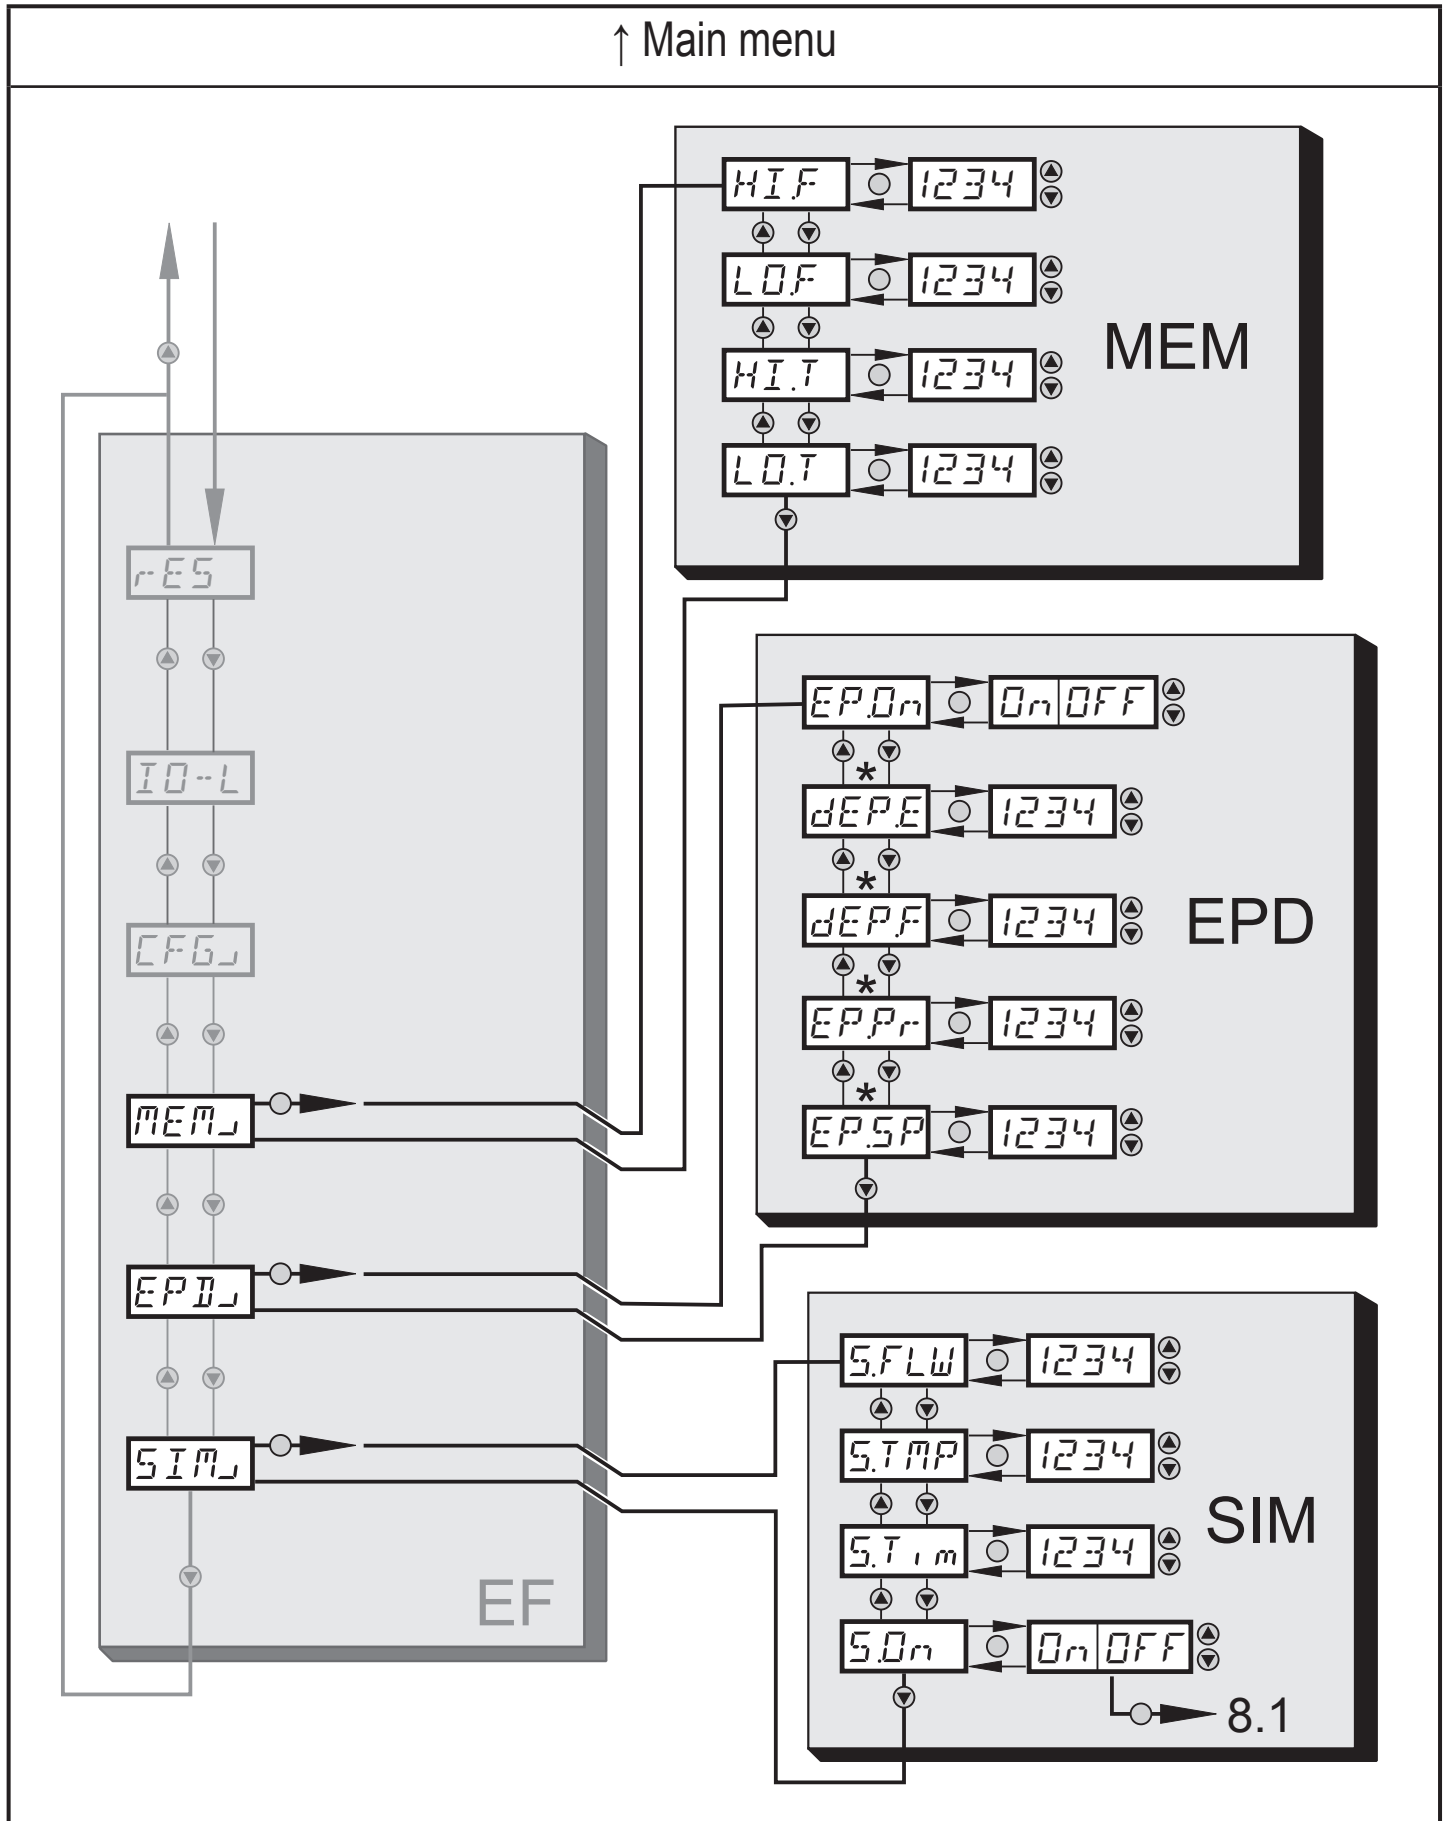 ↑ Main menu
HI.F 1234
LO.F 1234
HI.T 1234
LO.T 1234
MEM
rES
IO-L
CFG┘
MEM┘
EPD┘
SIM┘
EF
EP.On On OFF
*
dEP.E 1234
*
dEP.F 1234
*
EP.Pr 1234
*
EP.SP 1234
EPD
S.FLW 1234
S.TMP 1234
S.Tim 1234
S.On On OFF
SIM
8.1